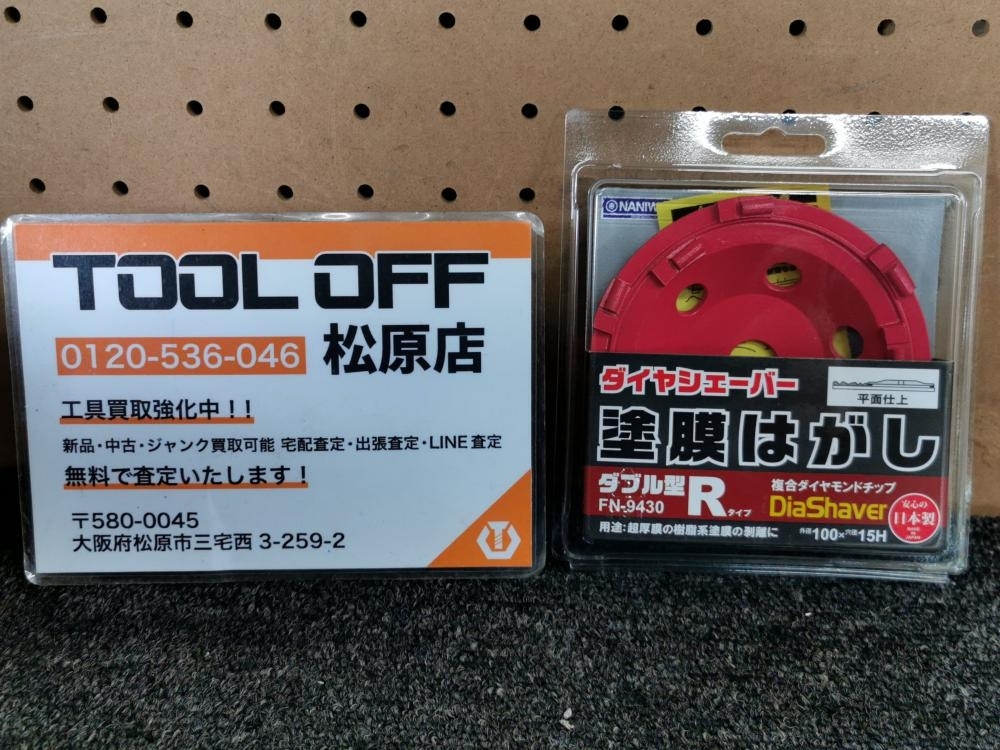 TOOL OFF
0120-536-046 松原店
工具買取強化中!!
新品・中古・ジャンク買取可能 宅配査定・出張査定・LINE査定
無料で査定いたします!
〒580-0045
大阪府松原市三宅西 3-259-2
NANIW
ダイヤシェーバー
平面仕上
塗膜はがし
ダブル型
FN-9430
Rタイプ
複合ダイヤモンドチップ
DiaShaver
安心の
日本製
用途:超厚膜の樹脂系塗膜の剥離に
外径100×穴径15H